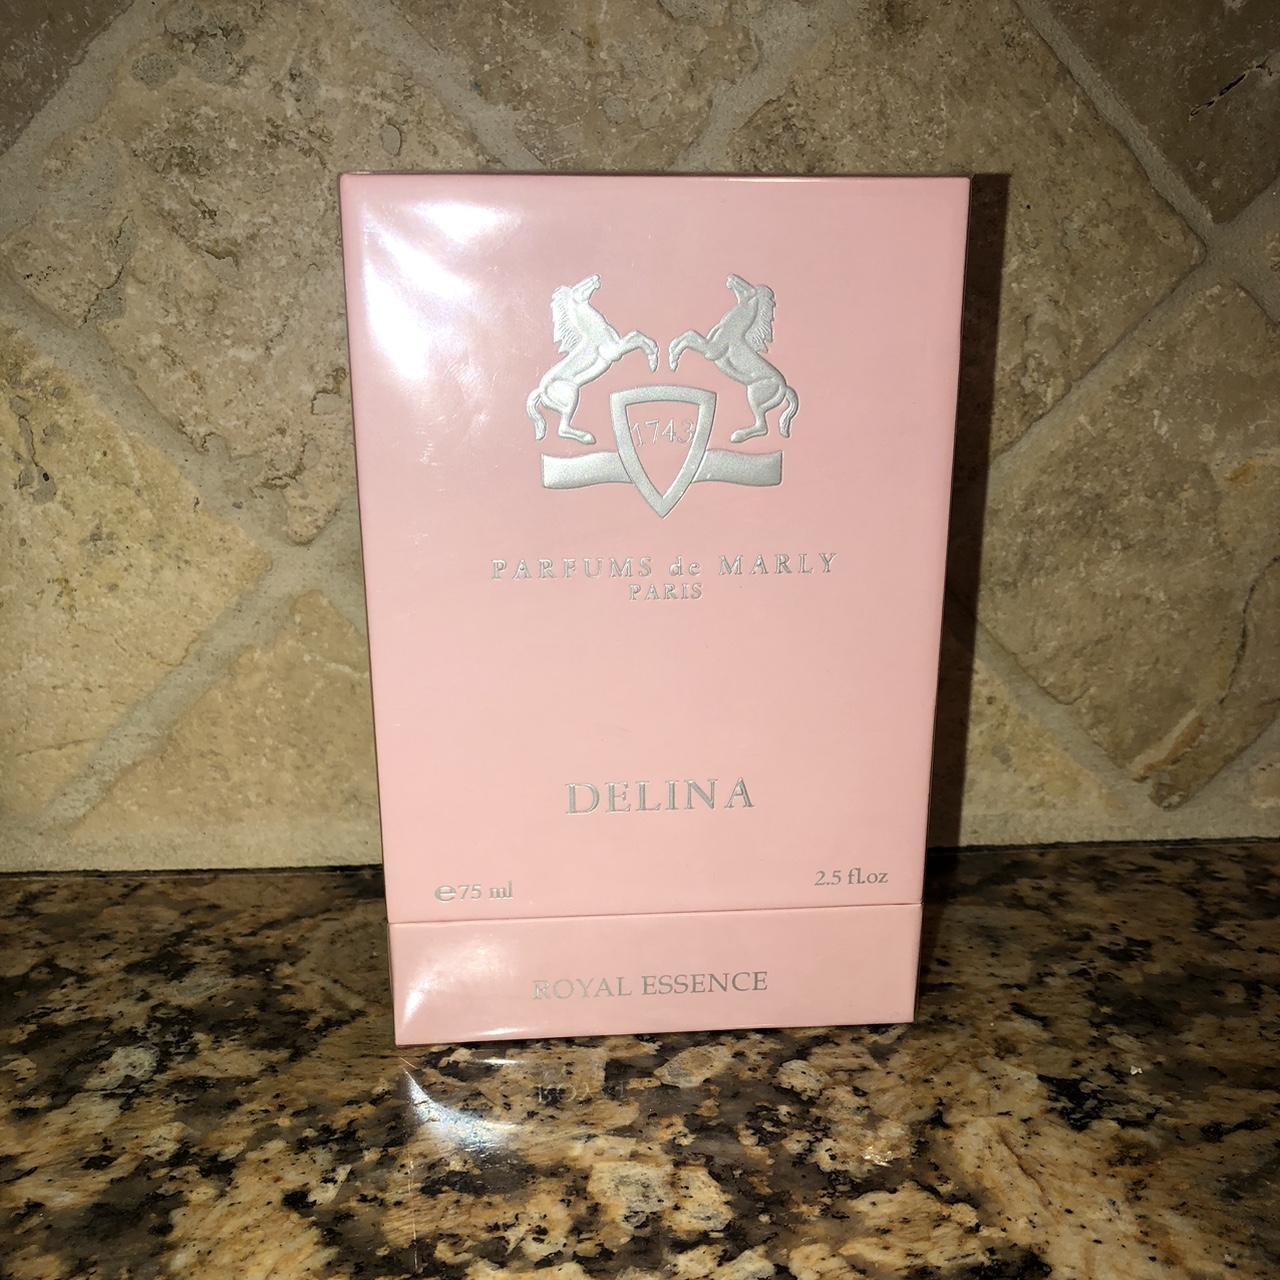 1743
PARFUMS de MARLY
PARIS
DELINA
℮75 ml
2.5 fl.oz
ROYAL ESSENCE